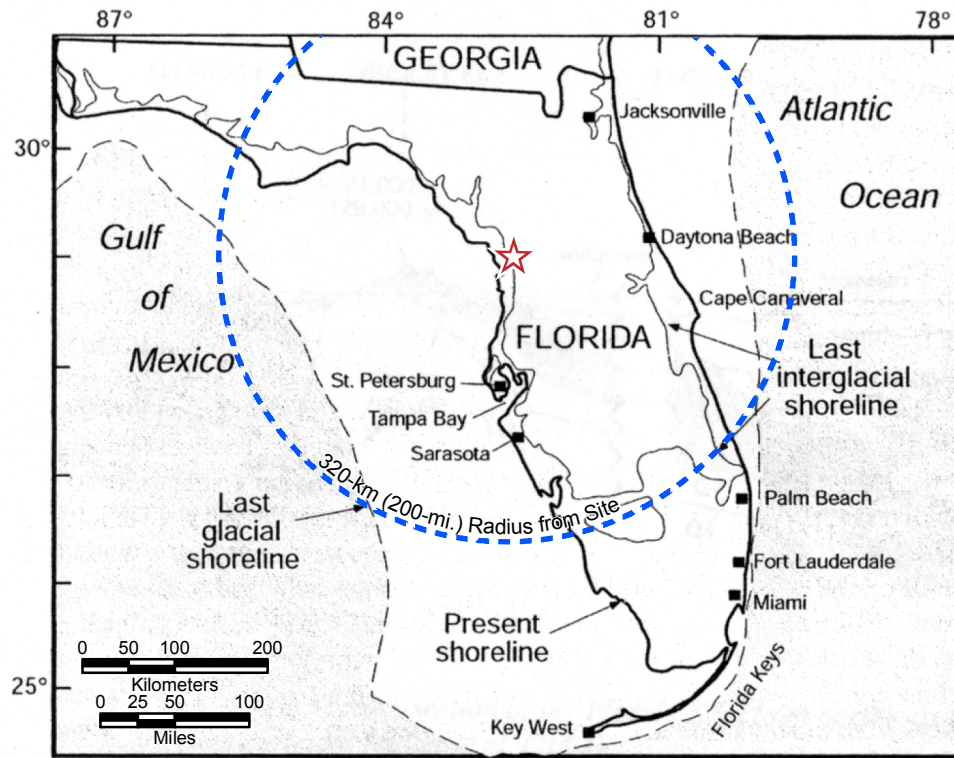 87°
84°
81°
78°
GEORGIA
Jacksonville
Atlantic
Ocean
30°
Gulf
of
Mexico
Daytona Beach
Cape Canaveral
FLORIDA
Last
interglacial
shoreline
St. Petersburg
Tampa Bay
Sarasota
320-km (200-mi.) Radius from Site
Last
glacial
shoreline
Palm Beach
Fort Lauderdale
Miami
Present
shoreline
0 50 100 200
Kilometers
0 25 50 100
Miles
25°
Florida Keys
Key West